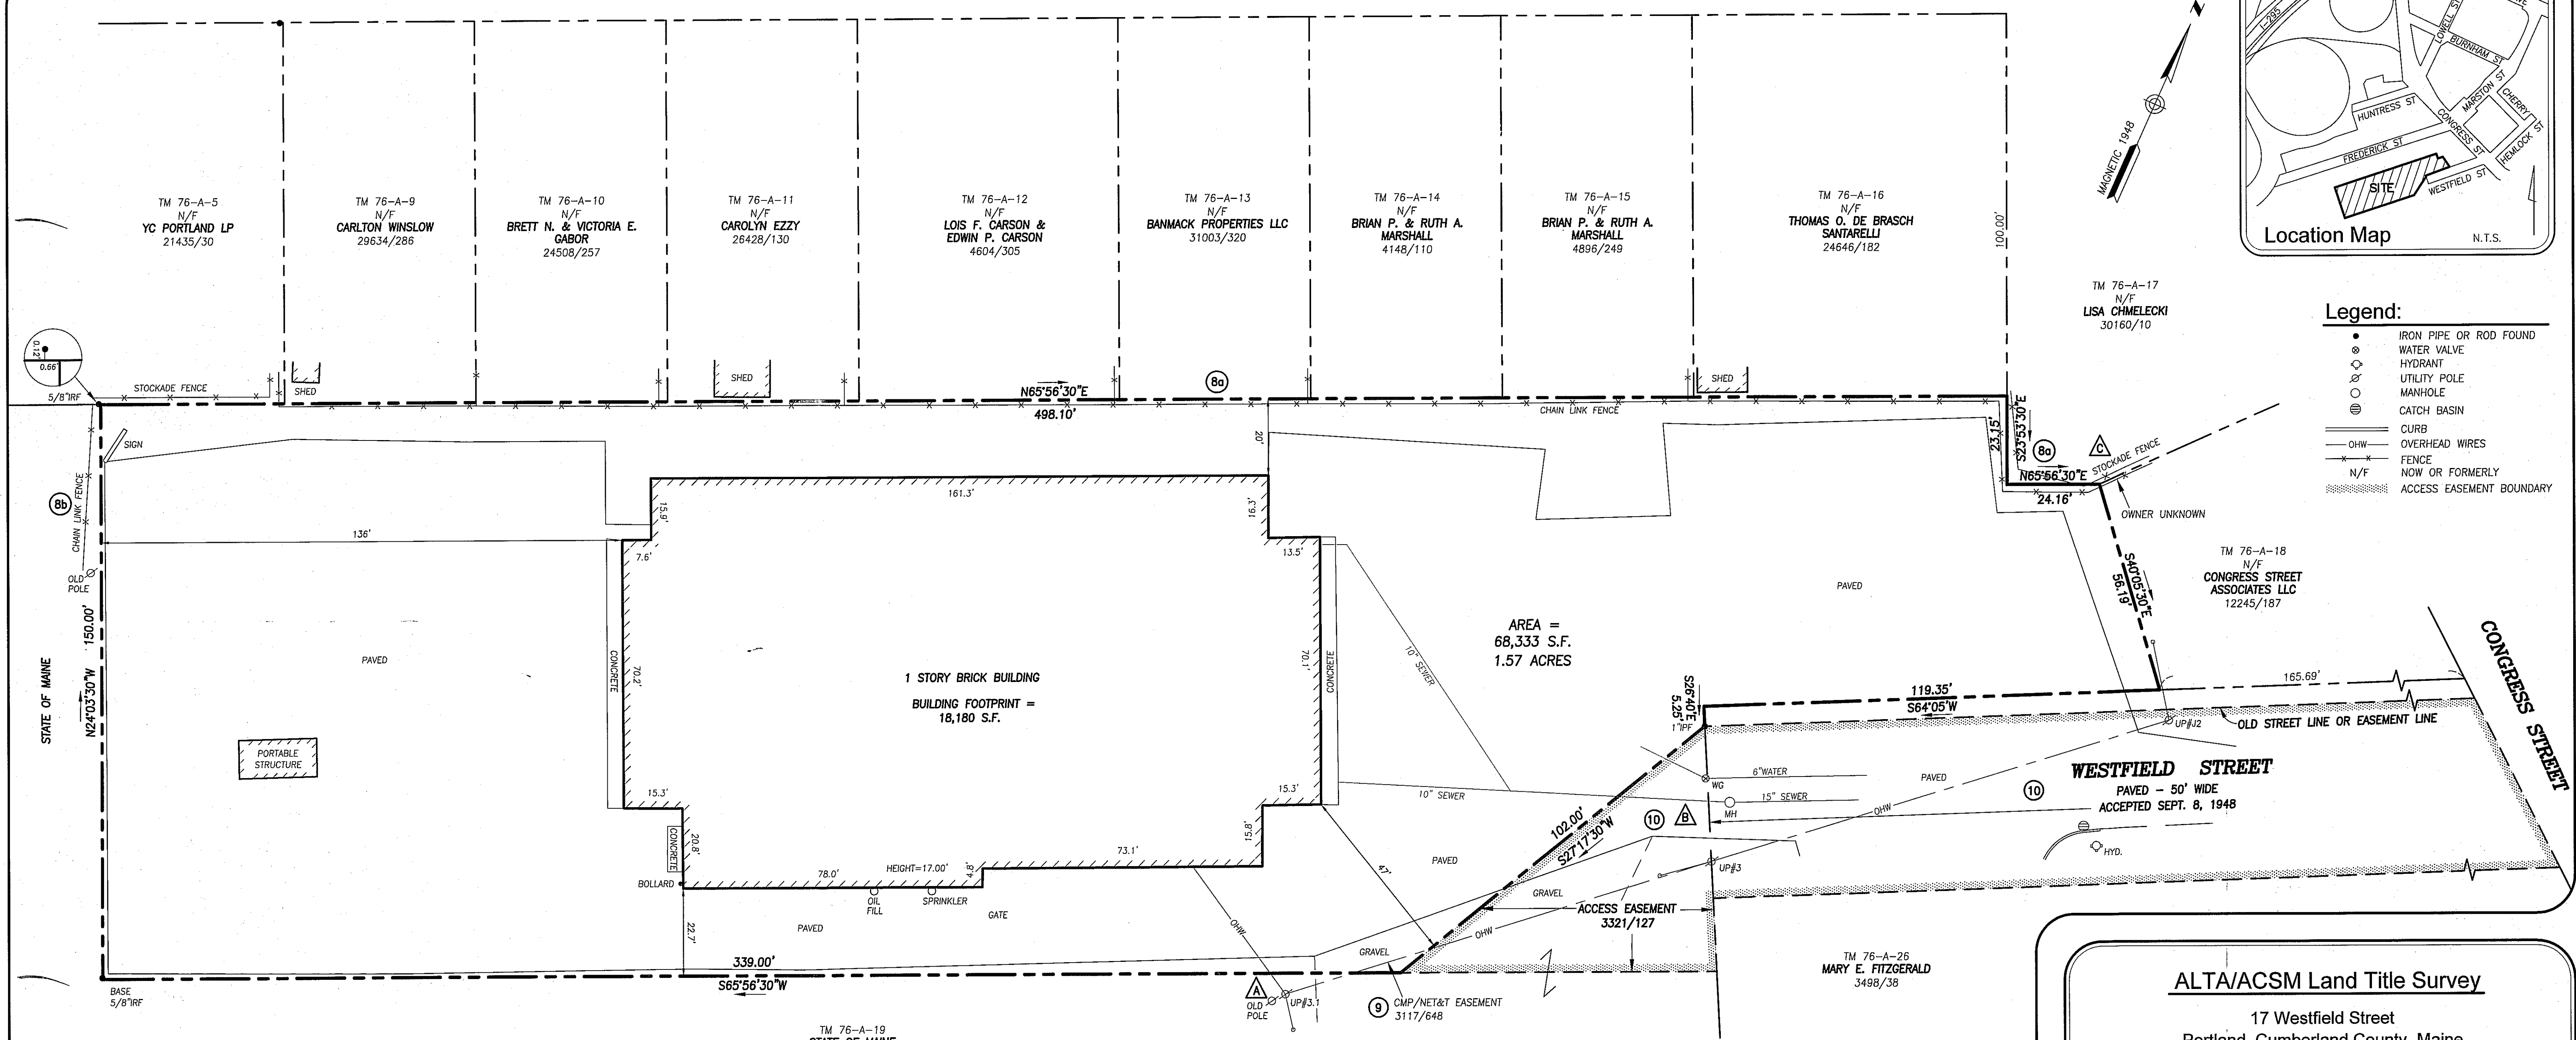 TM 76-A-5
N/F
YC PORTLAND LP
21435/30
TM 76-A-9
N/F
CARLTON WINSLOW
29634/286
TM 76-A-10
N/F
BRETT N. & VICTORIA E.
GABOR
24508/257
TM 76-A-11
N/F
CAROLYN EZZY
26428/130
TM 76-A-12
N/F
LOIS F. CARSON &
EDWIN P. CARSON
4604/305
TM 76-A-13
N/F
BANMACK PROPERTIES LLC
31003/320
TM 76-A-14
N/F
BRIAN P. & RUTH A.
MARSHALL
4148/110
TM 76-A-15
N/F
BRIAN P. & RUTH A.
MARSHALL
4896/249
TM 76-A-16
N/F
THOMAS O. DE BRASCH
SANTARELLI
24646/182
100.00'
TM 76-A-17
N/F
LISA CHMELECKI
30160/10
MAGNETIC 1948
N
I-295
LOWELL ST
BURNHAM ST
MARSTON ST
CHERRY ST
HUNTRESS ST
CONGRESS ST
HEMLOCK ST
FREDERICK ST
WESTFIELD ST
SITE
Location Map
N.T.S.
Legend:
IRON PIPE OR ROD FOUND
WATER VALVE
HYDRANT
UTILITY POLE
MANHOLE
CATCH BASIN
CURB
OHW OVERHEAD WIRES
FENCE
N/F NOW OR FORMERLY
ACCESS EASEMENT BOUNDARY
0.12'
0.66'
5/8"IRF
STOCKADE FENCE
SHED
SHED
N65°56'30"E
498.10'
8a
CHAIN LINK FENCE
SHED
23.15'
S23°53'30"E
8a
N65°56'30"E
24.16'
C
STOCKADE FENCE
OWNER UNKNOWN
SIGN
8b
CHAIN LINK FENCE
OLD
POLE
136'
15.9'
161.3'
20'
16.3'
7.6'
13.5'
S40°05'30"E
56.19'
TM 76-A-18
N/F
CONGRESS STREET
ASSOCIATES LLC
12245/187
STATE OF MAINE
N24°03'30"W 150.00'
PAVED
CONCRETE
70.2'
1 STORY BRICK BUILDING
BUILDING FOOTPRINT =
18,180 S.F.
70.1'
CONCRETE
10" SEWER
AREA =
68,333 S.F.
1.57 ACRES
PAVED
PORTABLE
STRUCTURE
S26°40'E
5.25'
1"IPF
119.35'
S64°05'W
165.69'
UP#J2
OLD STREET LINE OR EASEMENT LINE
CONGRESS STREET
WESTFIELD STREET
PAVED - 50' WIDE
ACCEPTED SEPT. 8, 1948
10
PAVED
6"WATER
WG
15" SEWER
MH
OHW
HYD.
15.3'
CONCRETE
20.8'
BOLLARD
78.0'
HEIGHT=17.00'
4.8'
73.1'
15.8'
15.3'
10" SEWER
102.00'
S27°17'30"W
10
B
PAVED
47'
UP#3
GRAVEL
ACCESS EASEMENT
3321/127
OIL
FILL
SPRINKLER
GATE
PAVED
22.7'
OHW
OHW
GRAVEL
339.00'
S65°56'30"W
BASE
5/8"IRF
A
OLD
POLE
UP#3.1
9
CMP/NET&T EASEMENT
3117/648
TM 76-A-26
MARY E. FITZGERALD
3498/38
TM 76-A-19
STATE OF MAINE
ALTA/ACSM Land Title Survey
17 Westfield Street
Portland, Cumberland County, Maine